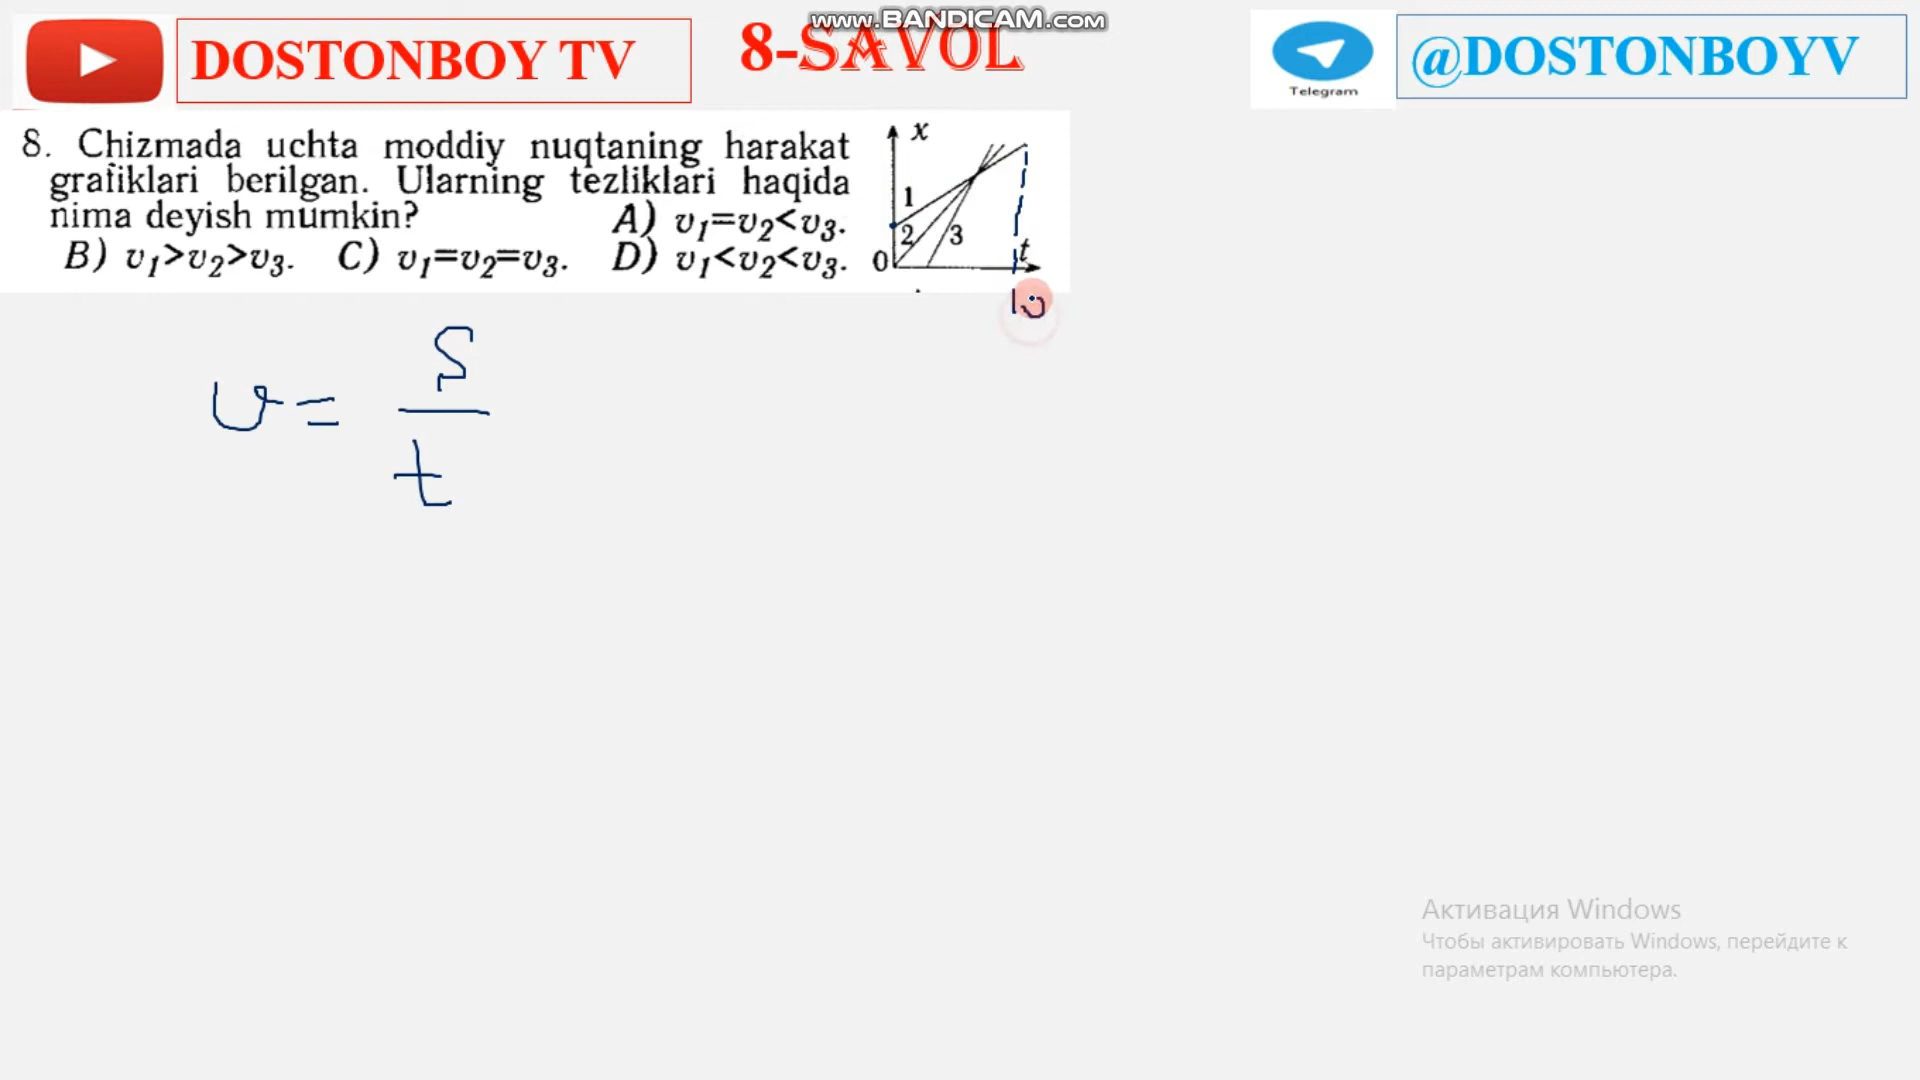 www.BANDICAM.com
DOSTONBOY TV
8-SAVOL
Telegram
@DOSTONBOYV
8. Chizmada uchta moddiy nuqtaning harakat
grafiklari berilgan. Ularning tezliklari haqida
nima deyish mumkin? A) v₁=v₂<v₃.
B) v₁>v₂>v₃. C) v₁=v₂=v₃. D) v₁<v₂<v₃.
x
1
2
3
0
t
10
v = s
t
Активация Windows
Чтобы активировать Windows, перейдите к
параметрам компьютера.